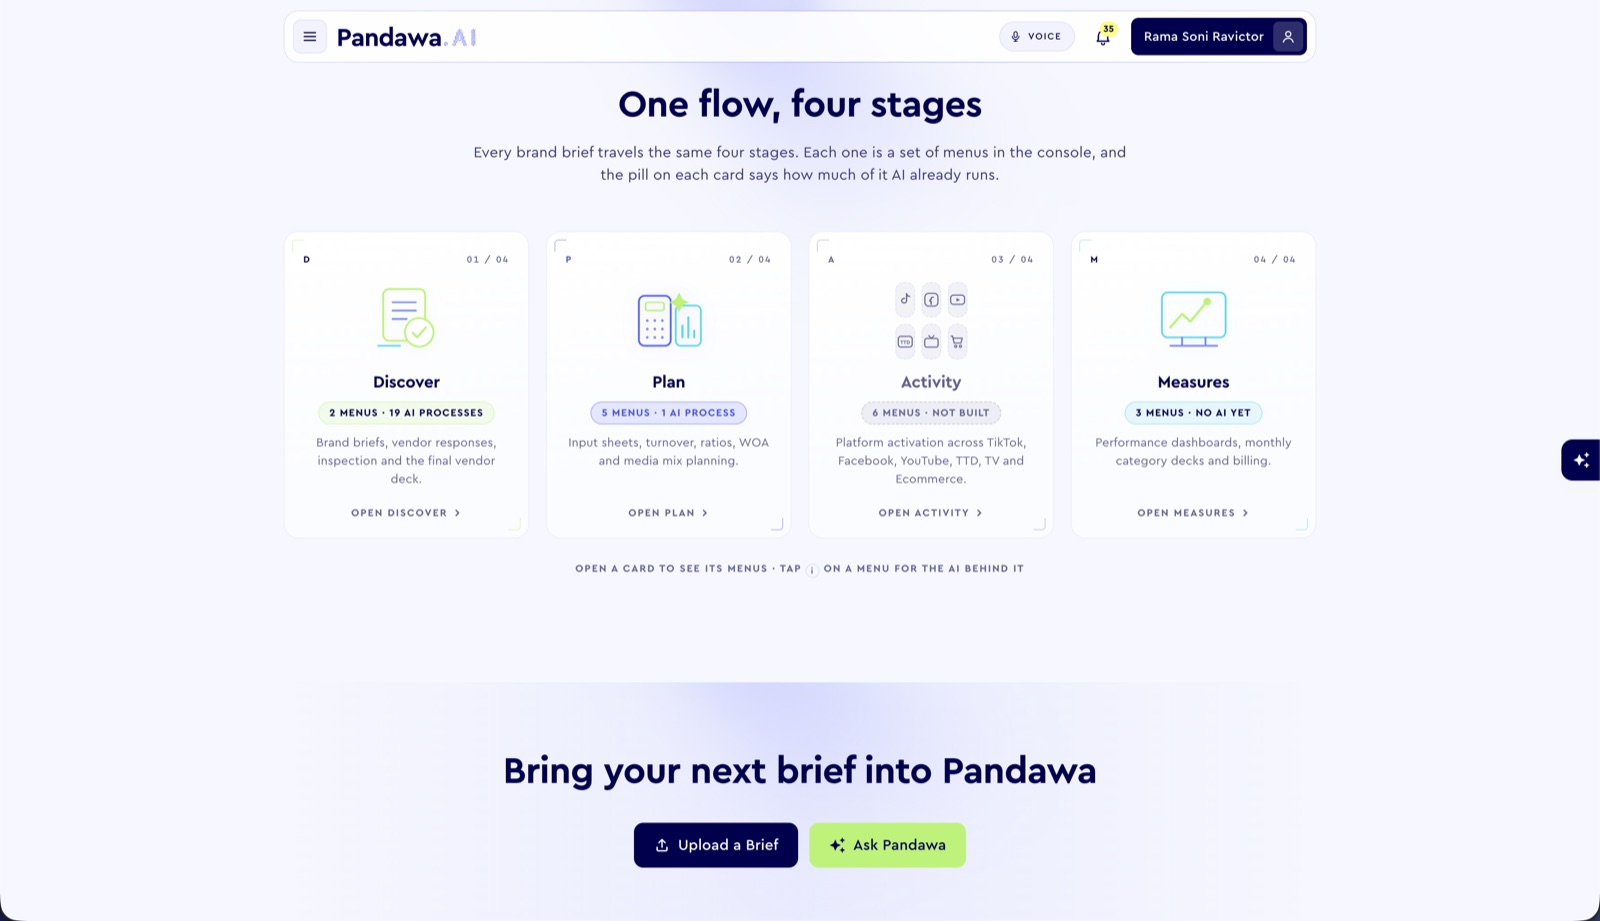 Pandawa.AI
VOICE
35
Rama Soni Ravictor
One flow, four stages
Every brand brief travels the same four stages. Each one is a set of menus in the console, and
the pill on each card says how much of it AI already runs.
D
01 / 04
Discover
2 MENUS · 19 AI PROCESSES
Brand briefs, vendor responses,
inspection and the final vendor
deck.
OPEN DISCOVER >
P
02 / 04
Plan
5 MENUS · 1 AI PROCESS
Input sheets, turnover, ratios, WOA
and media mix planning.
OPEN PLAN >
A
03 / 04
TTD
Activity
6 MENUS · NOT BUILT
Platform activation across TikTok,
Facebook, YouTube, TTD, TV and
Ecommerce.
OPEN ACTIVITY >
M
04 / 04
Measures
3 MENUS · NO AI YET
Performance dashboards, monthly
category decks and billing.
OPEN MEASURES >
OPEN A CARD TO SEE ITS MENUS · TAP i ON A MENU FOR THE AI BEHIND IT
Bring your next brief into Pandawa
Upload a Brief
Ask Pandawa